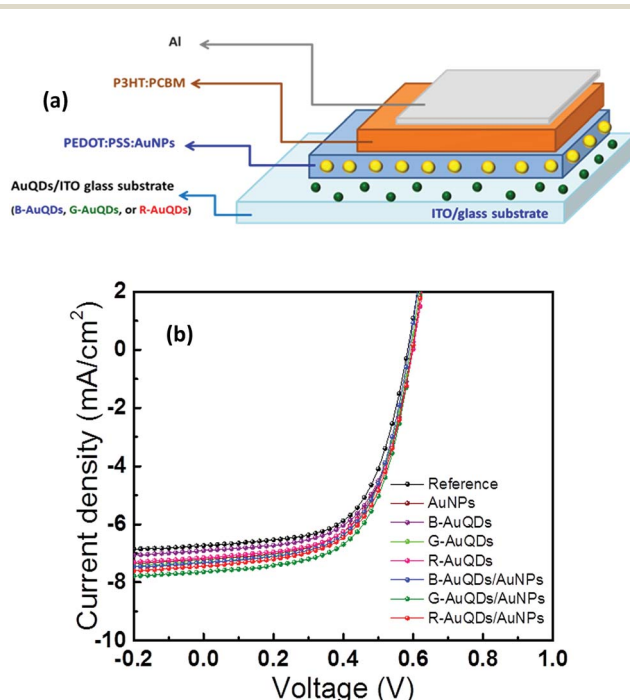 Al
P3HT:PCBM
(a)
PEDOT:PSS:AuNPs
AuQDs/ITO glass substrate
(B-AuQDs, G-AuQDs, or R-AuQDs)
ITO/glass substrate
(b)
2
0
-2
-4
-6
-8
-10
Current density (mA/cm²)
Reference
AuNPs
B-AuQDs
G-AuQDs
R-AuQDs
B-AuQDs/AuNPs
G-AuQDs/AuNPs
R-AuQDs/AuNPs
-0.2 0.0 0.2 0.4 0.6 0.8 1.0
Voltage (V)